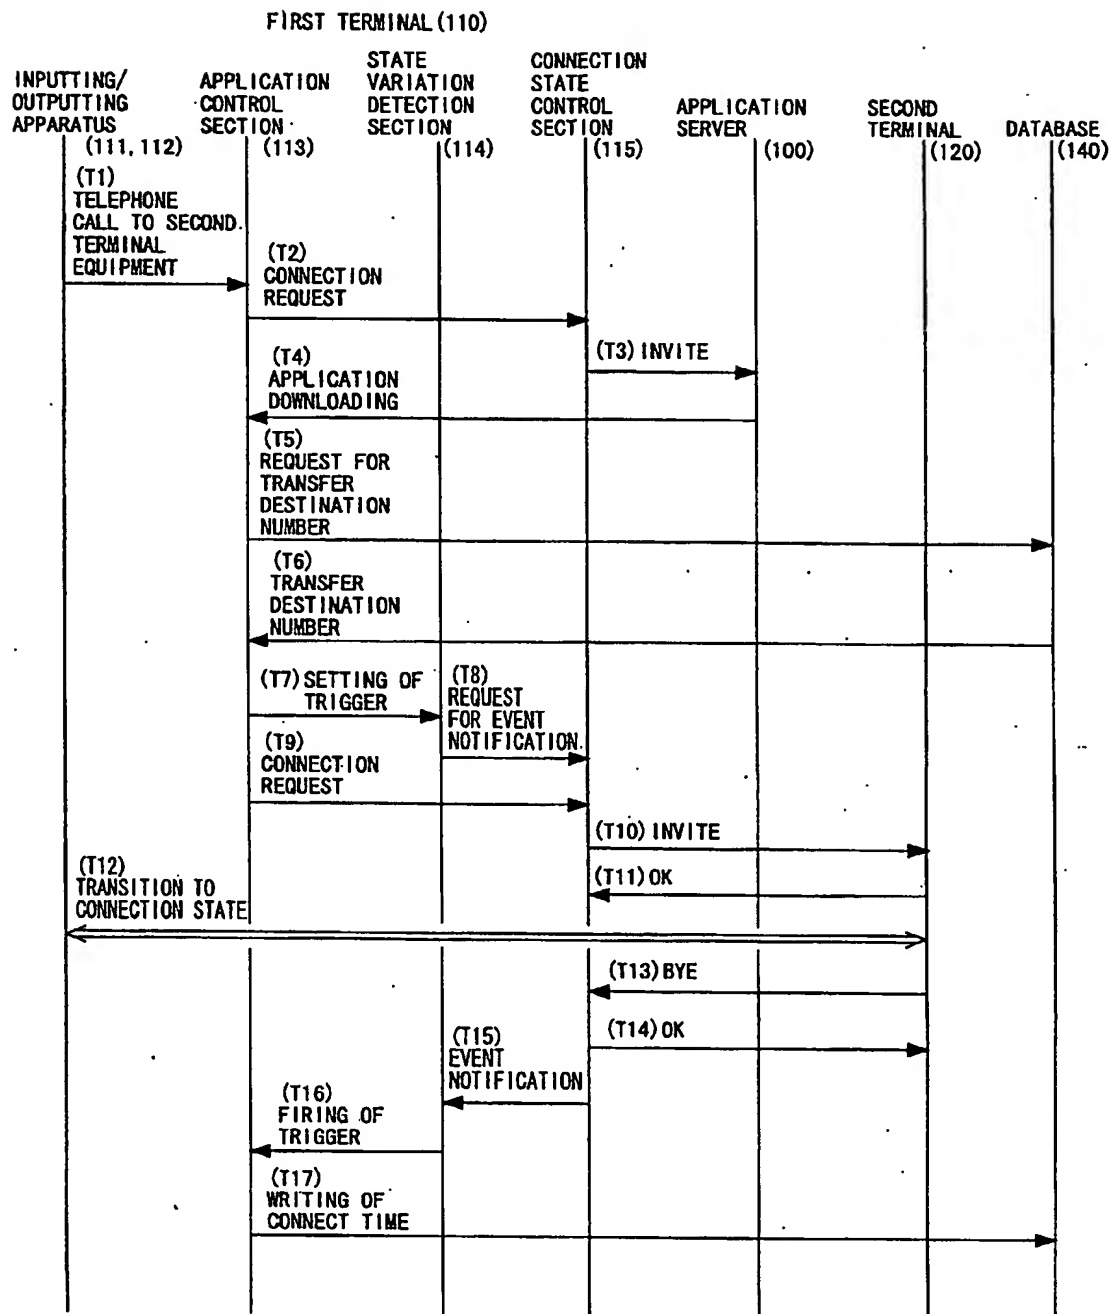 FIRST TERMINAL(110)
INPUTTING/
OUTPUTTING
APPARATUS
(111, 112)
APPLICATION
CONTROL
SECTION
(113)
STATE
VARIATION
DETECTION
SECTION
(114)
CONNECTION
STATE
CONTROL
SECTION
(115)
APPLICATION
SERVER
(100)
SECOND
TERMINAL
(120)
DATABASE
(140)
(T1)
TELEPHONE
CALL TO SECOND
TERMINAL
EQUIPMENT
(T2)
CONNECTION
REQUEST
(T3) INVITE
(T4)
APPLICATION
DOWNLOADING
(T5)
REQUEST FOR
TRANSFER
DESTINATION
NUMBER
(T6)
TRANSFER
DESTINATION
NUMBER
(T7) SETTING OF
TRIGGER
(T8)
REQUEST
FOR EVENT
NOTIFICATION
(T9)
CONNECTION
REQUEST
(T10) INVITE
(T11) OK
(T12)
TRANSITION TO
CONNECTION STATE
(T13) BYE
(T14) OK
(T15)
EVENT
NOTIFICATION
(T16)
FIRING OF
TRIGGER
(T17)
WRITING OF
CONNECT TIME